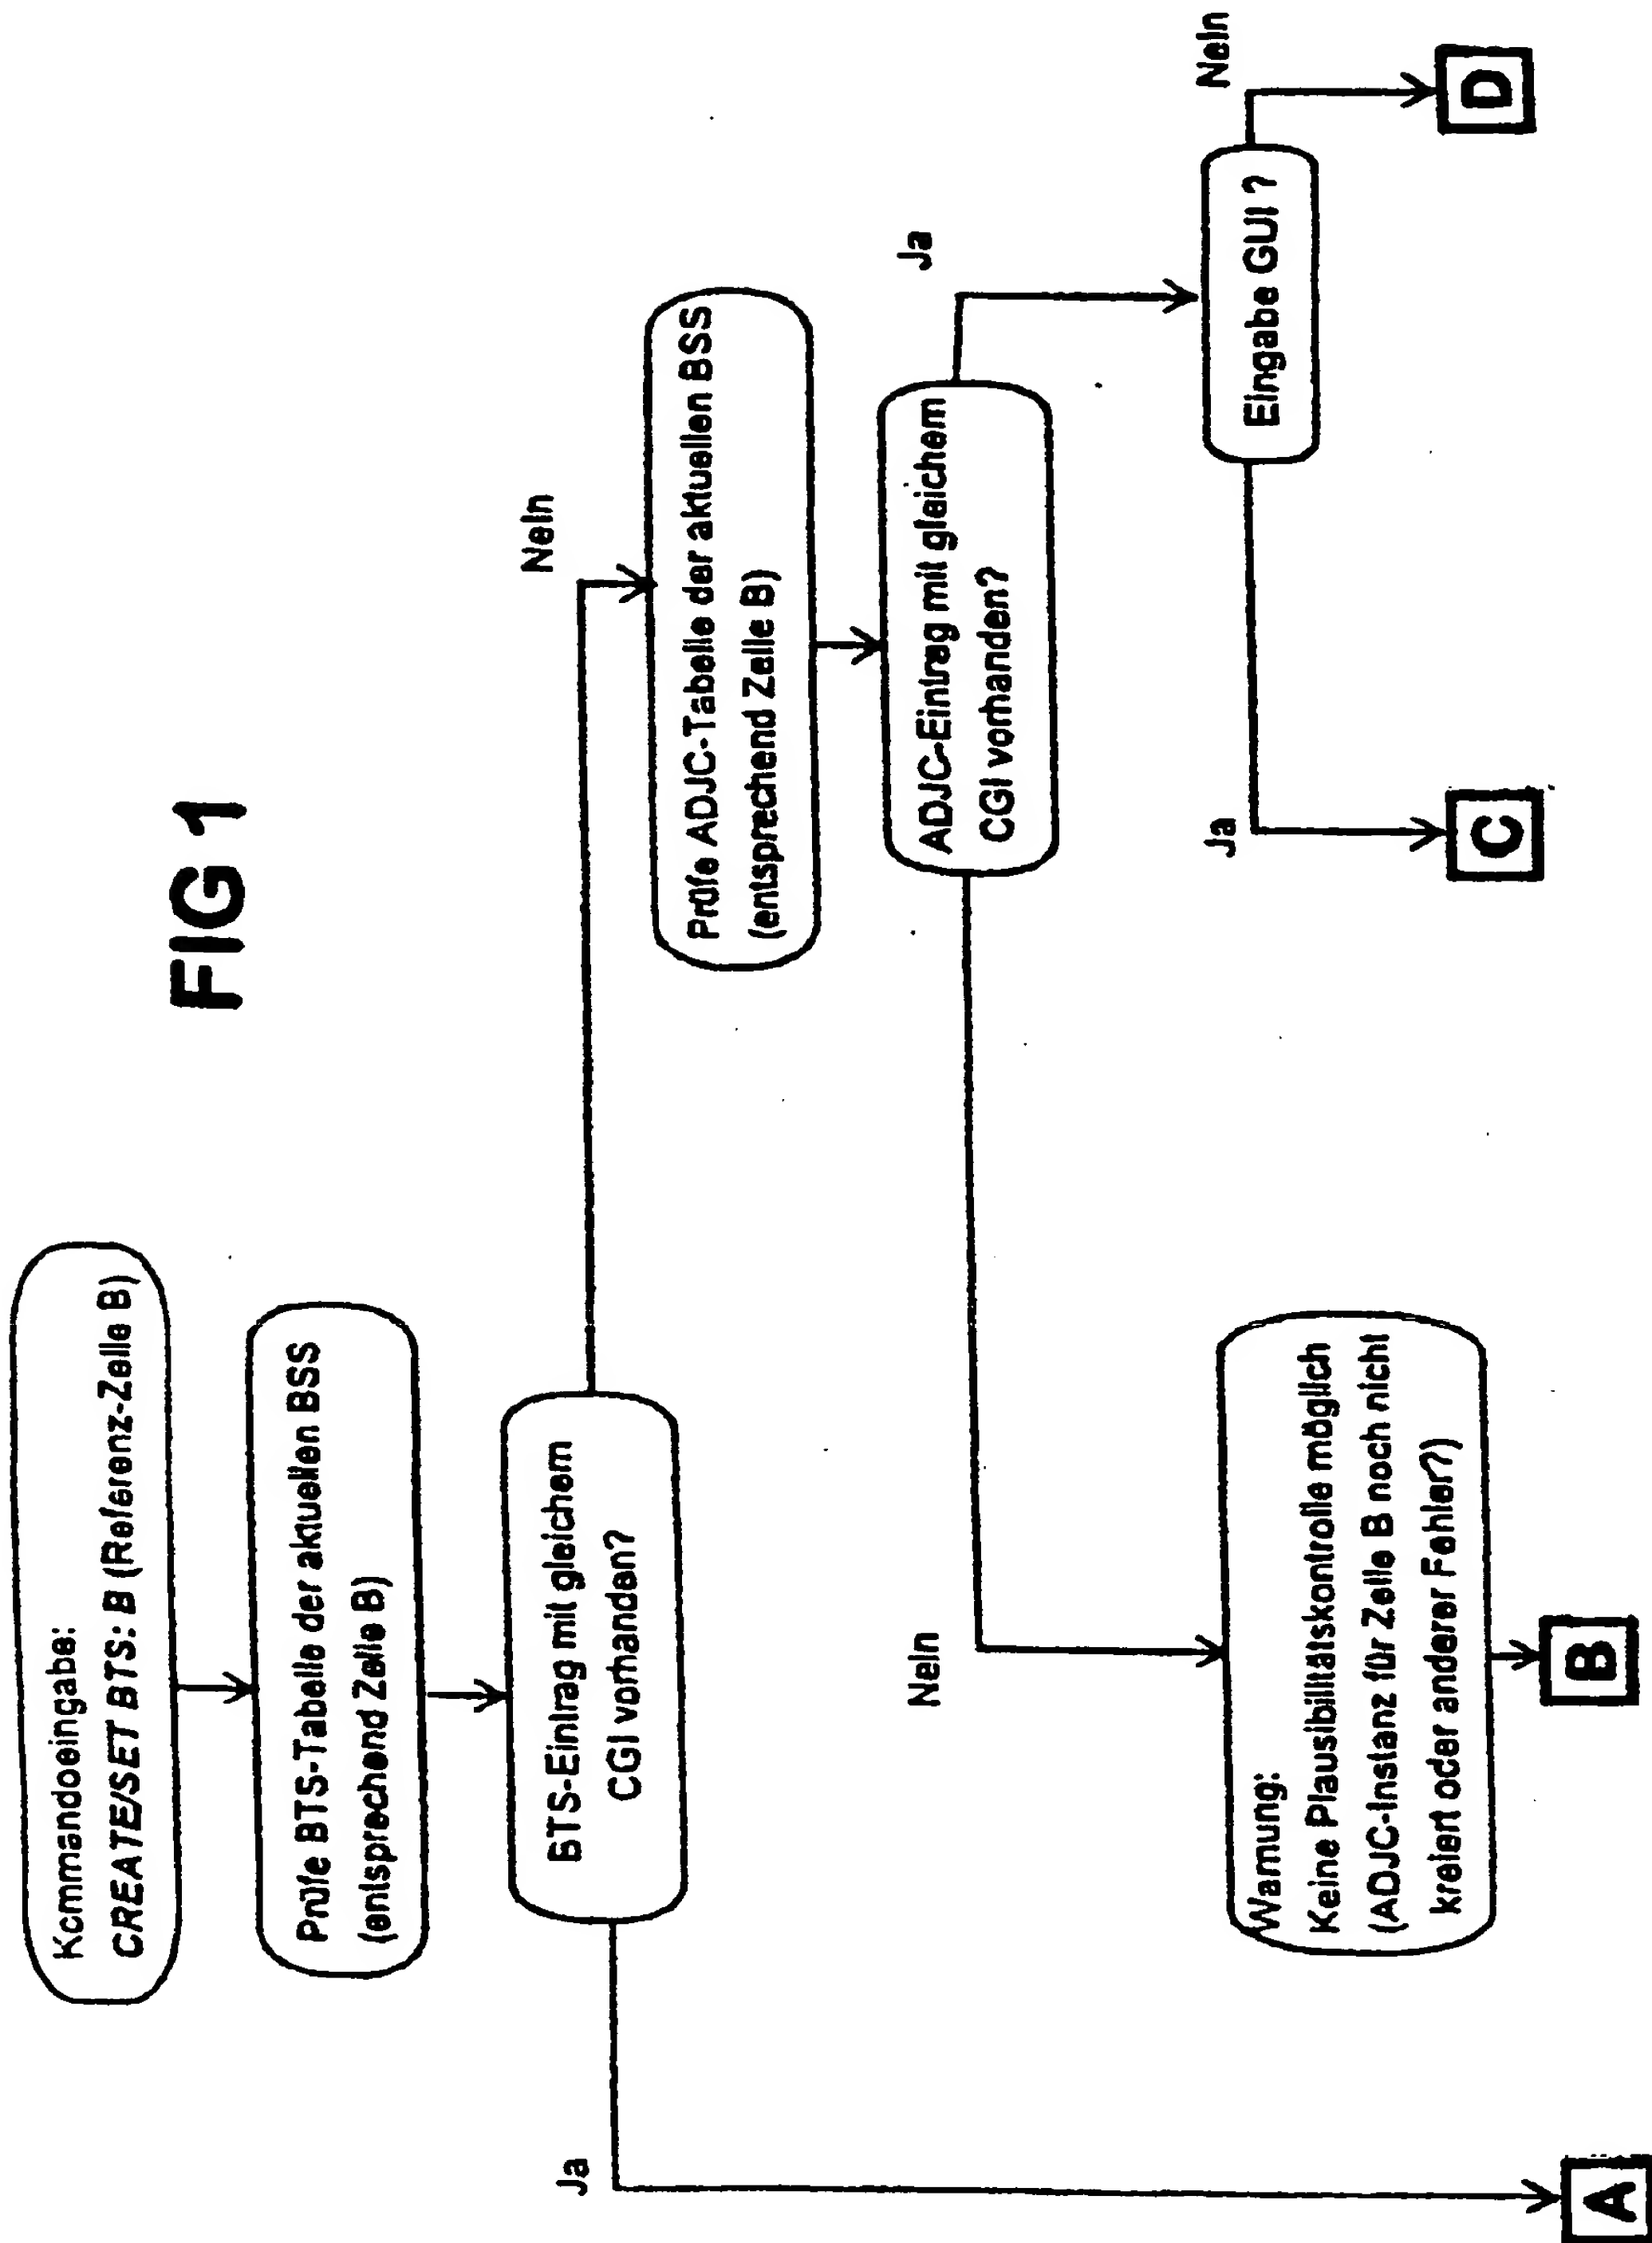 FIG 1
Kommandoeingabe:
CREATE/SET BTS: B (Referenz-Zelle B)
Prüfe BTS-Tabelle der aktuellen BSS
(entsprechend Zelle B)
BTS-Eintrag mit gleichem
CGI vorhanden?
Ja
Nein
Prüfe ADJC-Tabelle der aktuellen BSS
(entsprechend Zelle B)
ADJC-Eintrag mit gleichem
CGI vorhanden?
Nein
Ja
Warnung:
Keine Plausibilitätskontrolle möglich
(ADJC-Instanz für Zelle B noch nicht
kreiert oder anderer Fehler?)
Eingabe GUI ?
Ja
Nein
A
B
C
D